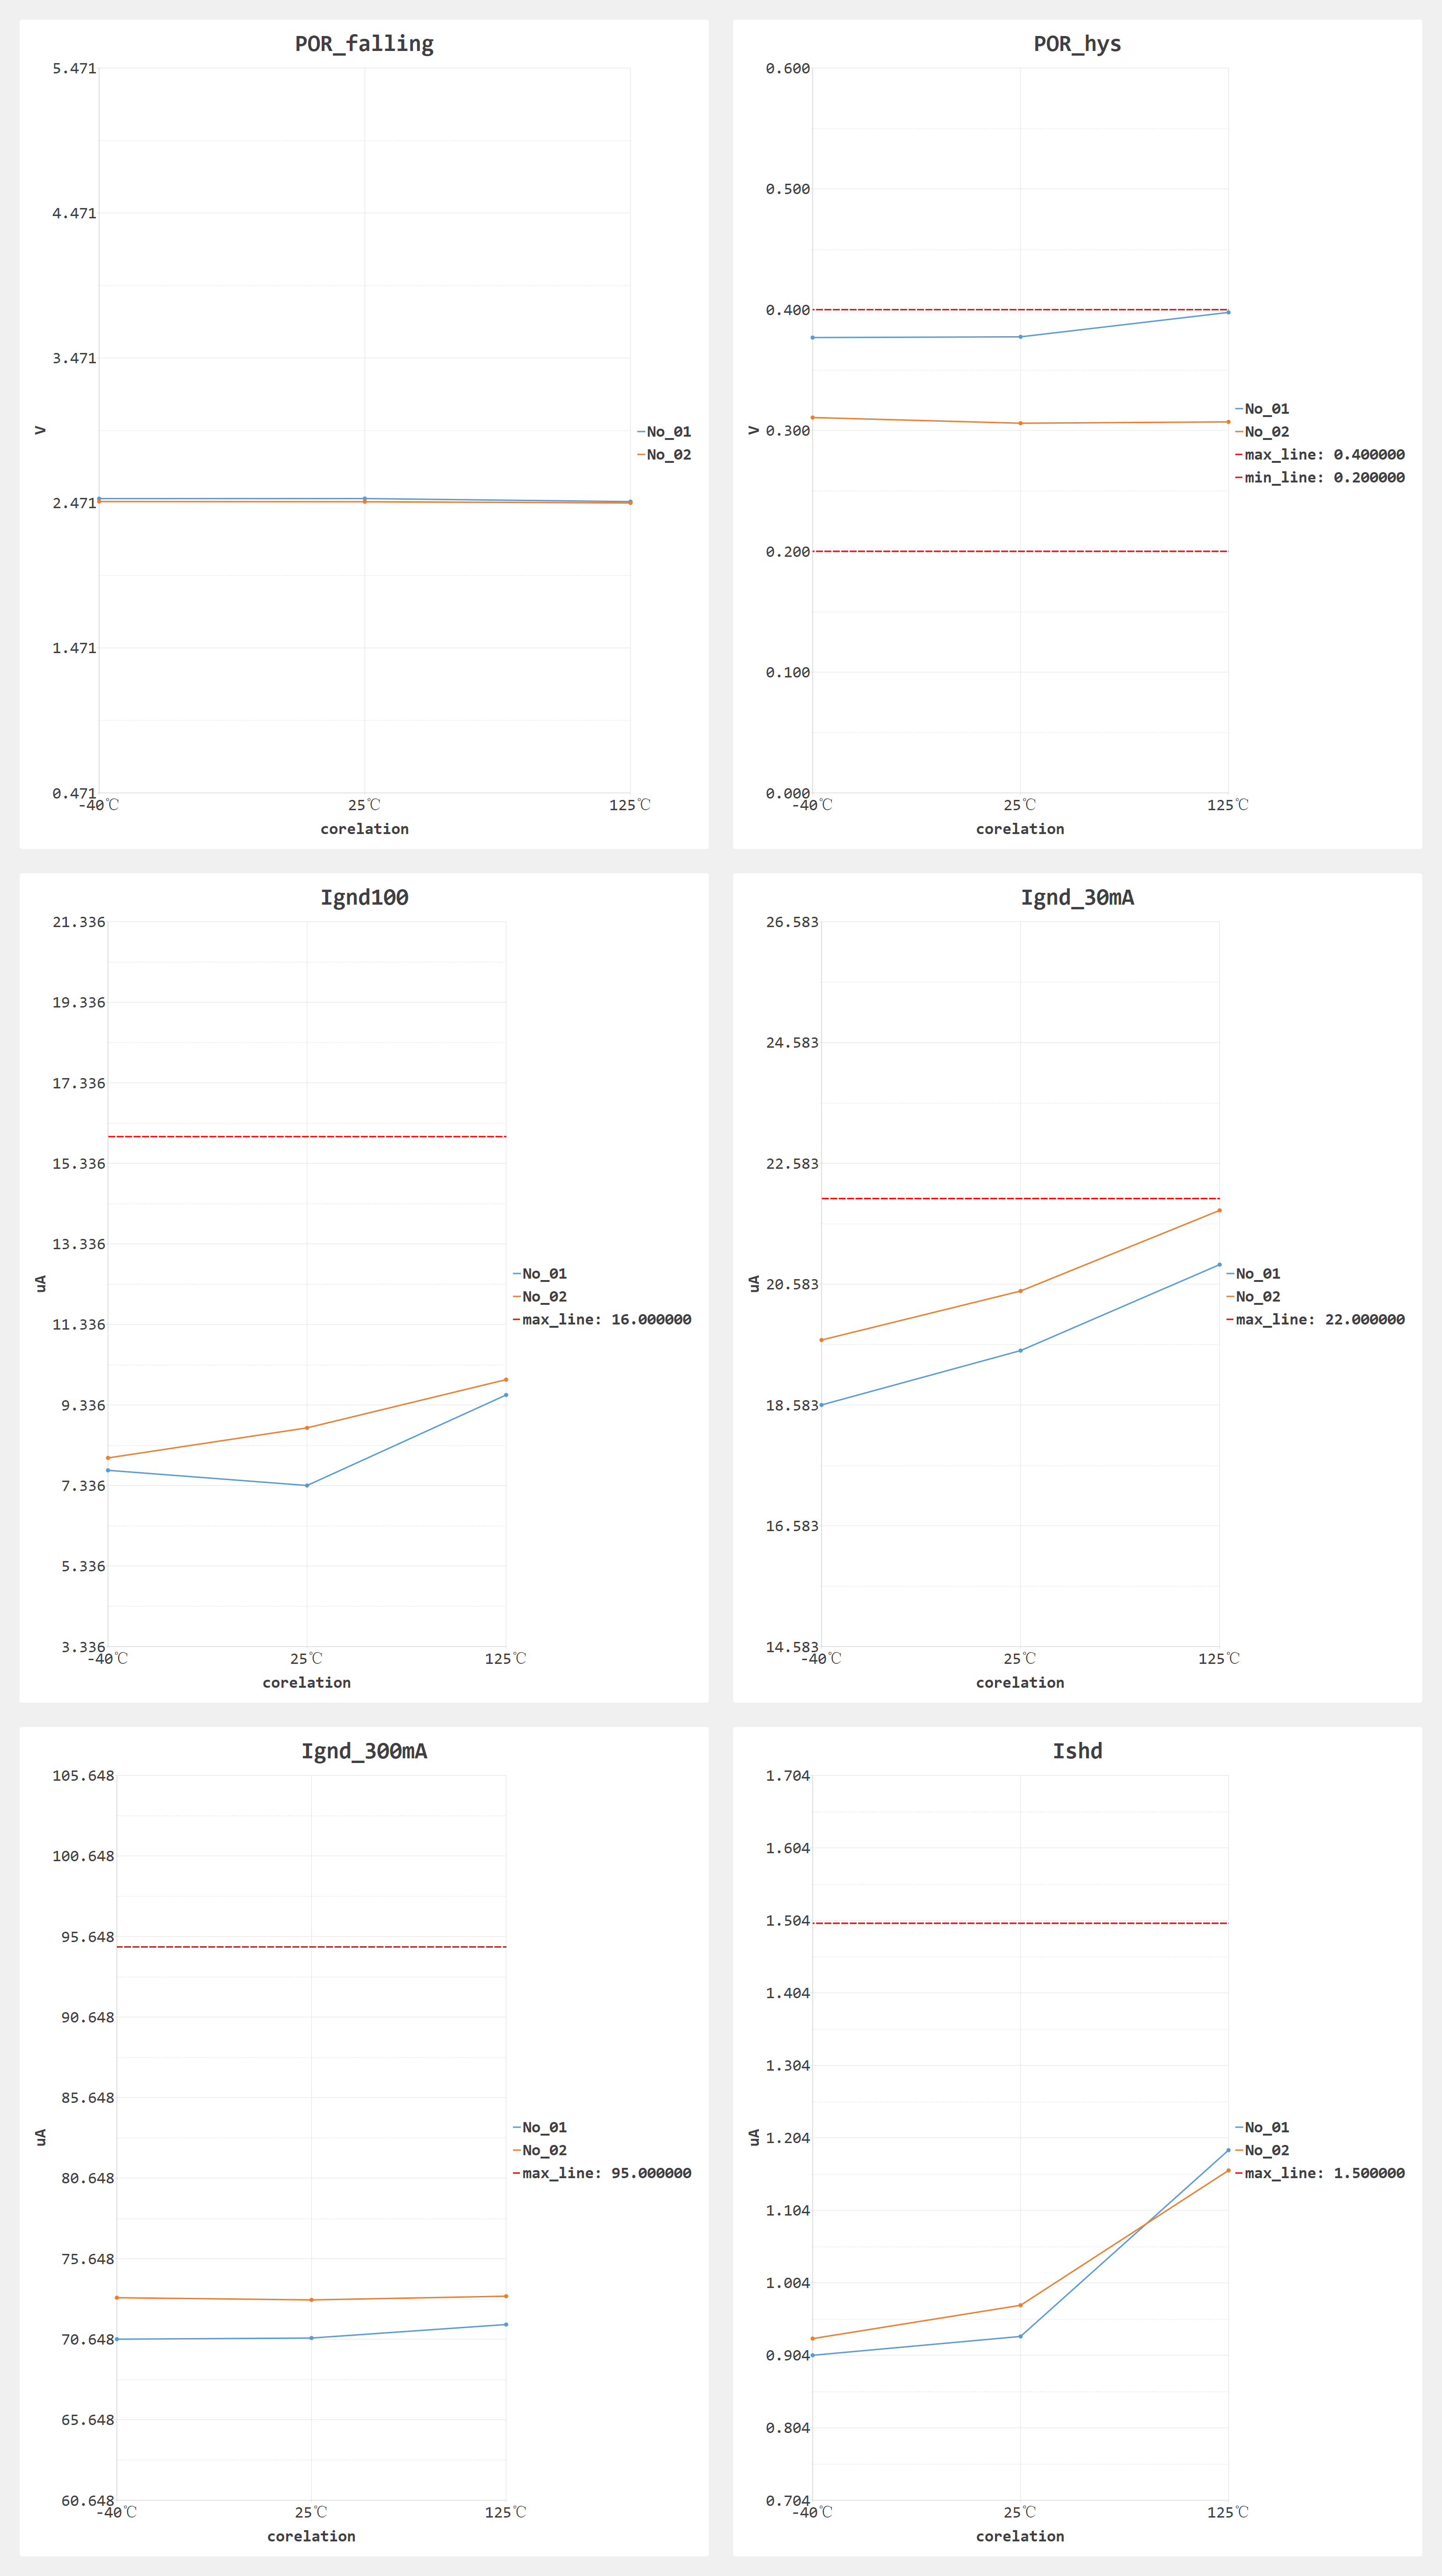 POR_falling
5.471
4.471
3.471
2.471
1.471
0.471
V
-40℃ 25℃ 125℃
corelation
No_01
No_02
POR_hys
0.600
0.500
0.400
0.300
0.200
0.100
0.000
V
-40℃ 25℃ 125℃
corelation
No_01
No_02
max_line: 0.400000
min_line: 0.200000
Ignd100
21.336
19.336
17.336
15.336
13.336
11.336
9.336
7.336
5.336
3.336
uA
-40℃ 25℃ 125℃
corelation
No_01
No_02
max_line: 16.000000
Ignd_30mA
26.583
24.583
22.583
20.583
18.583
16.583
14.583
uA
-40℃ 25℃ 125℃
corelation
No_01
No_02
max_line: 22.000000
Ignd_300mA
105.648
100.648
95.648
90.648
85.648
80.648
75.648
70.648
65.648
60.648
uA
-40℃ 25℃ 125℃
corelation
No_01
No_02
max_line: 95.000000
Ishd
1.704
1.604
1.504
1.404
1.304
1.204
1.104
1.004
0.904
0.804
0.704
uA
-40℃ 25℃ 125℃
corelation
No_01
No_02
max_line: 1.500000